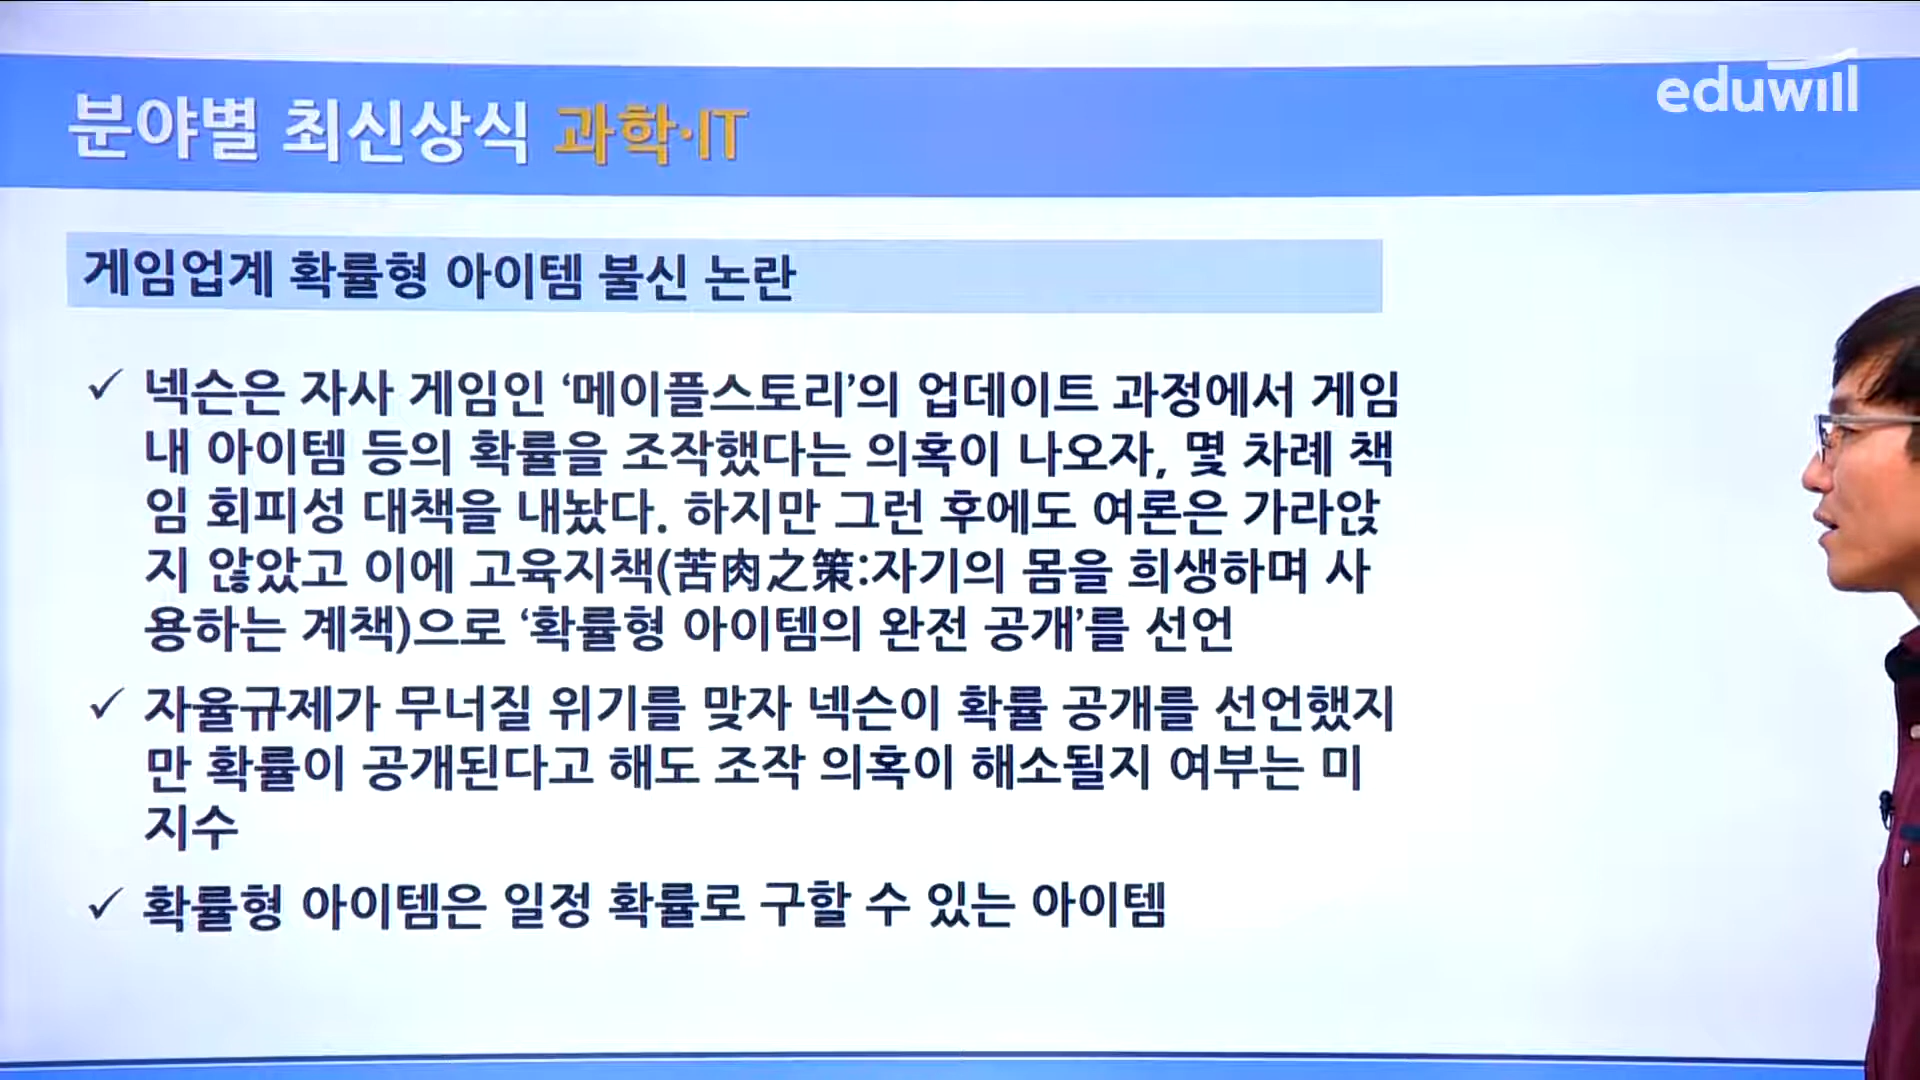 분야별 최신상식 과학·IT
eduwill
게임업계 확률형 아이템 불신 논란
✓ 넥슨은 자사 게임인 ‘메이플스토리’의 업데이트 과정에서 게임
내 아이템 등의 확률을 조작했다는 의혹이 나오자, 몇 차례 책
임 회피성 대책을 내놨다. 하지만 그런 후에도 여론은 가라앉
지 않았고 이에 고육지책(苦肉之策:자기의 몸을 희생하며 사
용하는 계책)으로 ‘확률형 아이템의 완전 공개’를 선언
✓ 자율규제가 무너질 위기를 맞자 넥슨이 확률 공개를 선언했지
만 확률이 공개된다고 해도 조작 의혹이 해소될지 여부는 미
지수
✓ 확률형 아이템은 일정 확률로 구할 수 있는 아이템